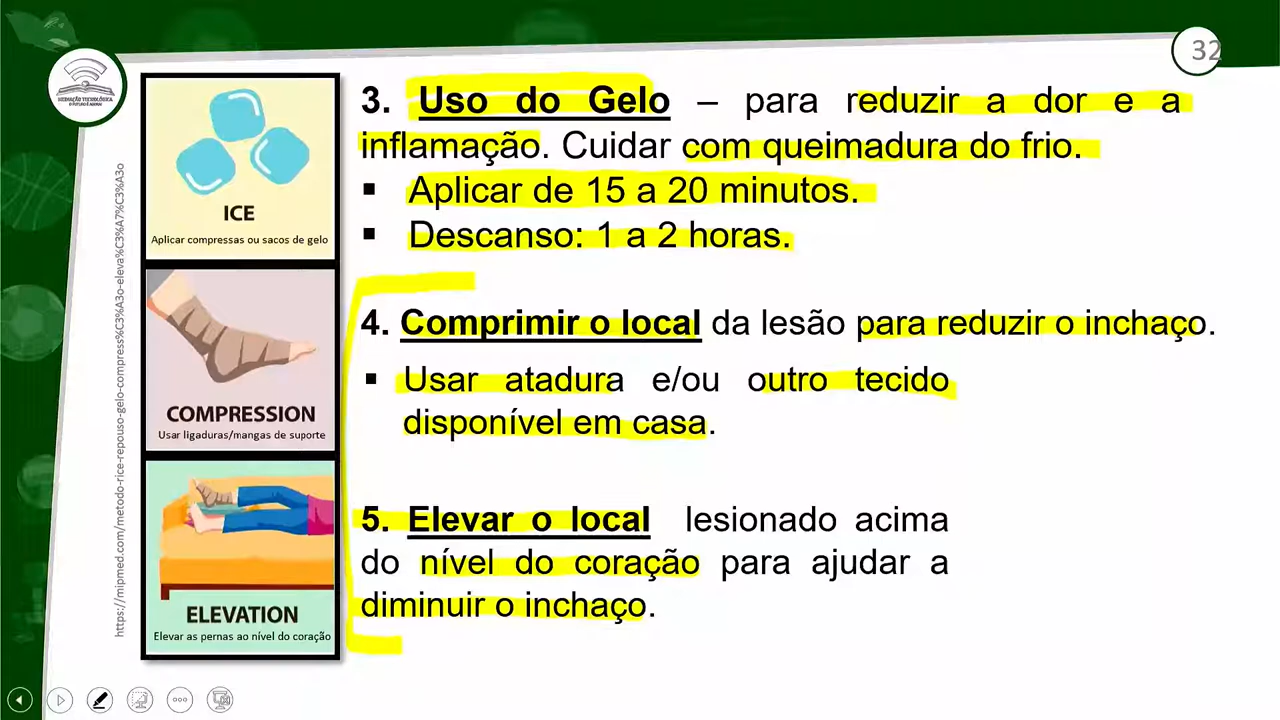 32
MEDIAÇÃO TECNOLÓGICA
3. Uso do Gelo – para reduzir a dor e a
inflamação. Cuidar com queimadura do frio.
▪ Aplicar de 15 a 20 minutos.
▪ Descanso: 1 a 2 horas.
4. Comprimir o local da lesão para reduzir o inchaço.
▪ Usar atadura e/ou outro tecido
disponível em casa.
5. Elevar o local lesionado acima
do nível do coração para ajudar a
diminuir o inchaço.
ICE
Aplicar compressas ou sacos de gelo
COMPRESSION
Usar ligaduras/mangas de suporte
ELEVATION
Elevar as pernas ao nível do coração
https://mipmed.com/metodo-rice-repouso-gelo-compress%C3%A3o-eleva%C3%A7%C3%A3o